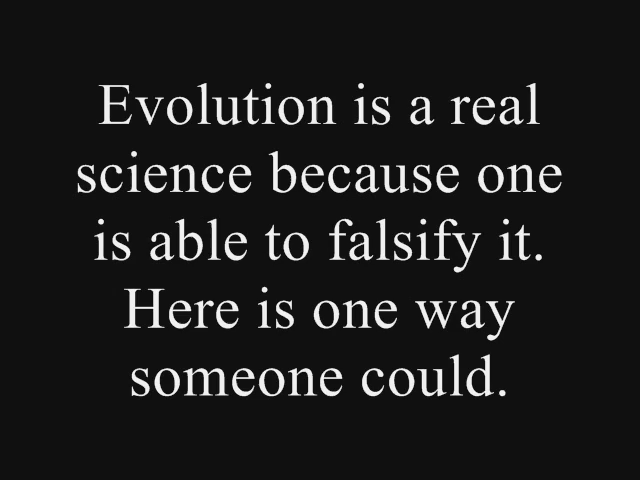 Evolution is a real
science because one
is able to falsify it.
Here is one way
someone could.